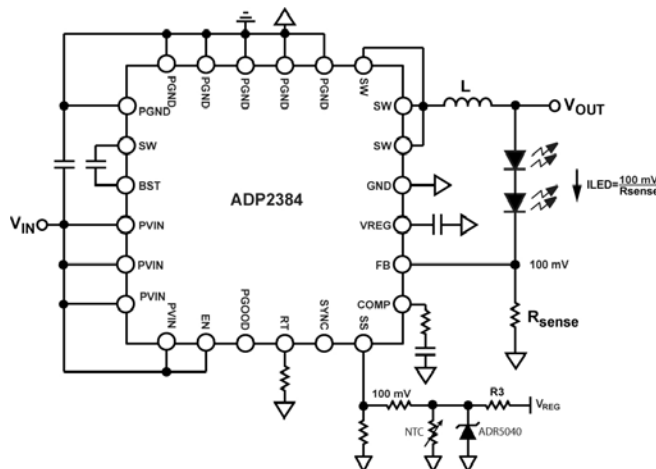 PGND
PGND
PGND
PGND
PGND
SW
PGND
SW
BST
PVIN
PVIN
PVIN
VIN
ADP2384
SW
SW
GND
VREG
FB
COMP
PVIN
EN
PGOOD
RT
SYNC
SS
L
VOUT
ILED=100 mV/Rsense
100 mV
Rsense
100 mV
R3
VREG
NTC
ADR5040